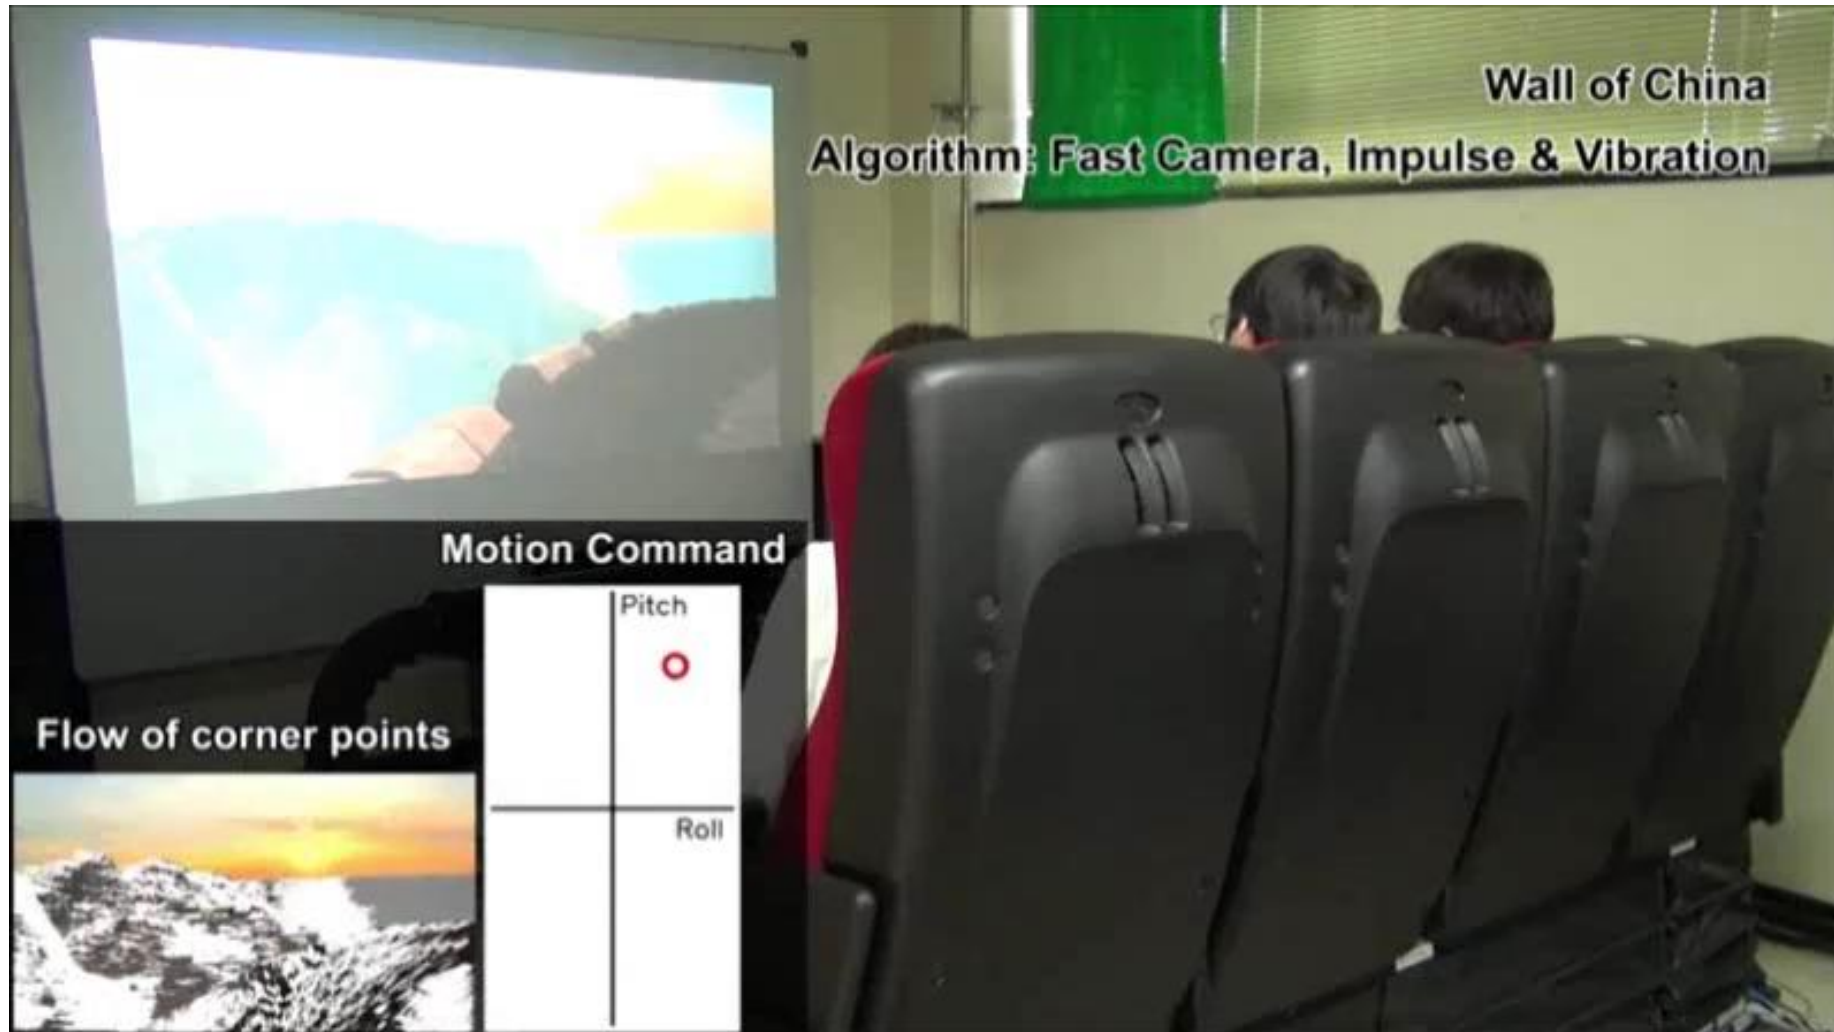 Wall of China
Algorithm: Fast Camera, Impulse & Vibration
Motion Command
Pitch
Roll
Flow of corner points